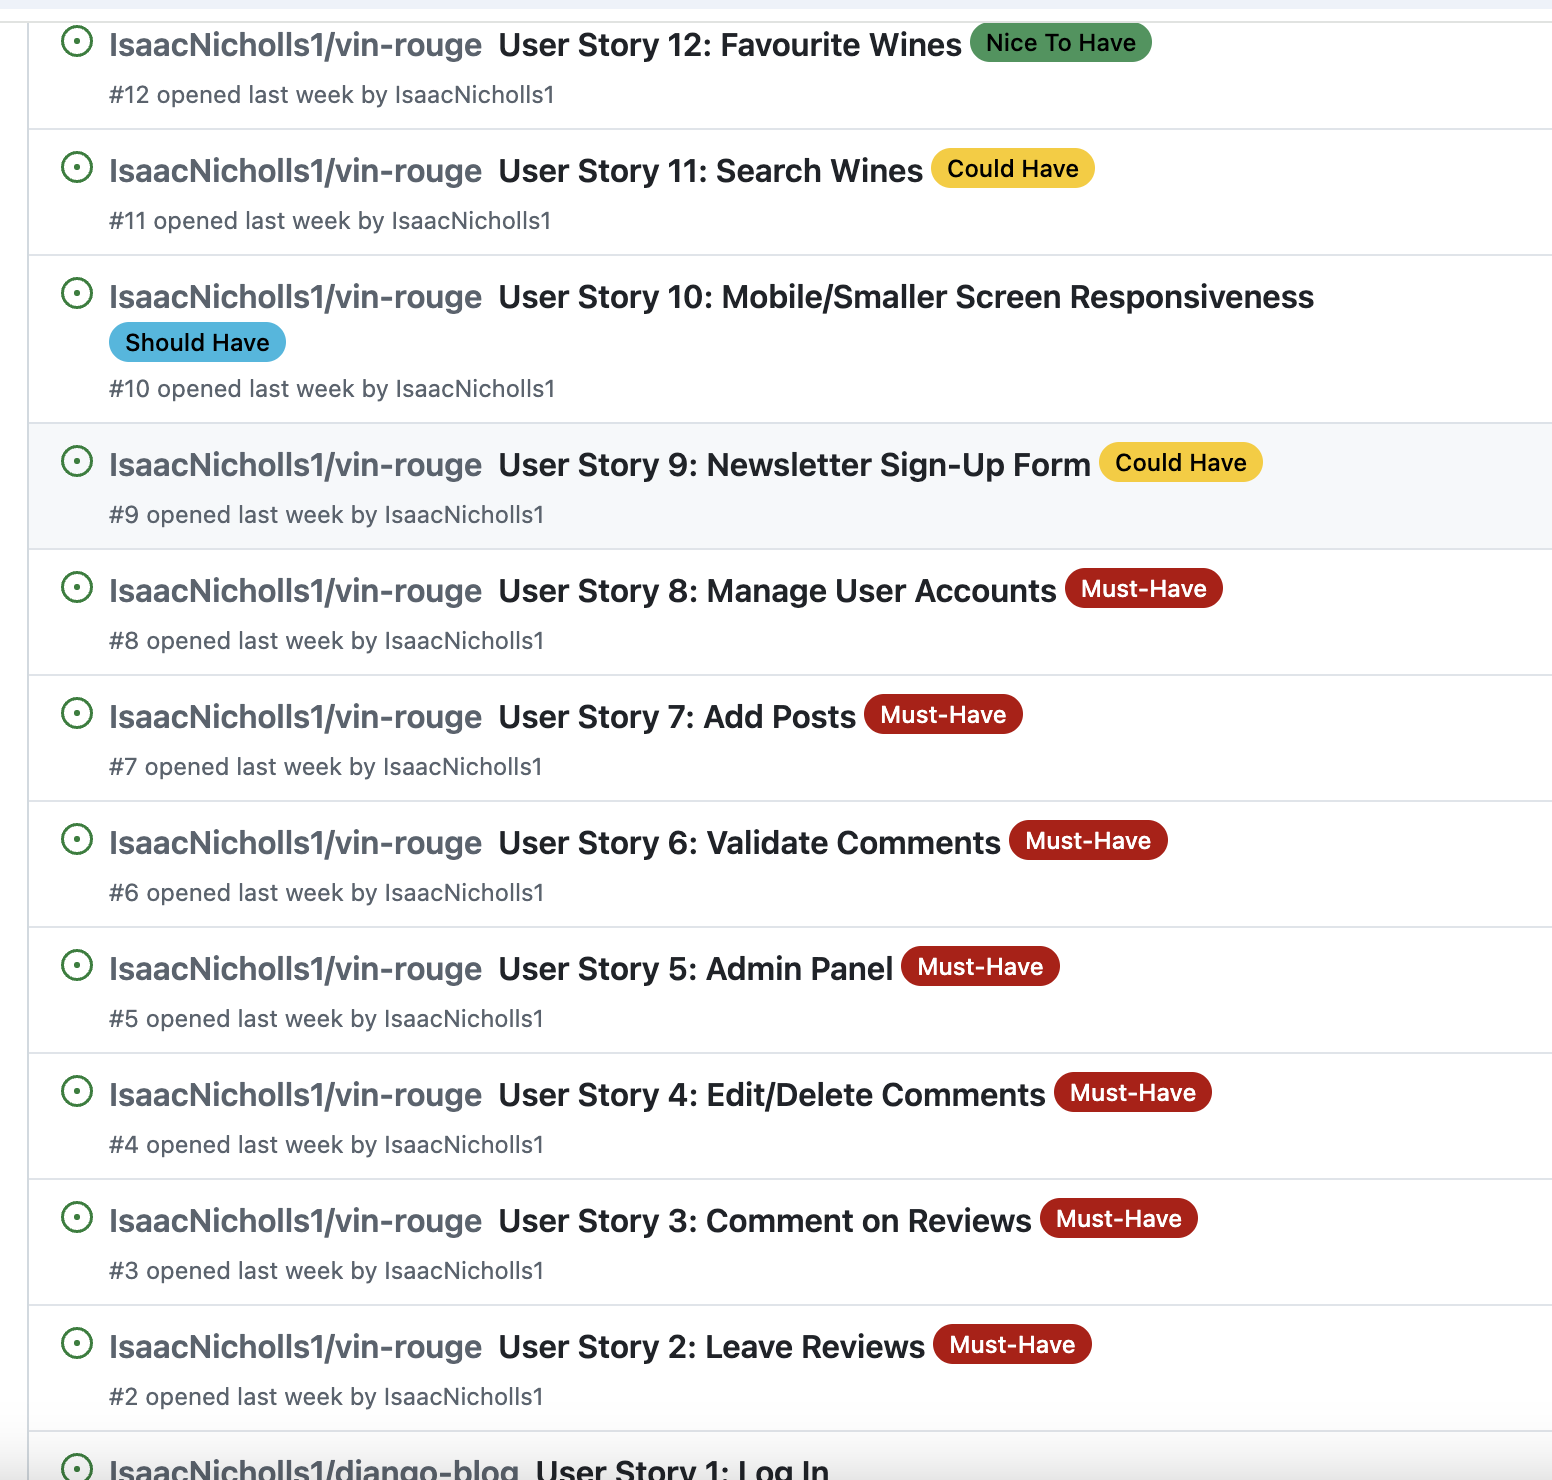 IsaacNicholls1/vin-rouge User Story 12: Favourite Wines Nice To Have
#12 opened last week by IsaacNicholls1
IsaacNicholls1/vin-rouge User Story 11: Search Wines Could Have
#11 opened last week by IsaacNicholls1
IsaacNicholls1/vin-rouge User Story 10: Mobile/Smaller Screen Responsiveness
Should Have
#10 opened last week by IsaacNicholls1
IsaacNicholls1/vin-rouge User Story 9: Newsletter Sign-Up Form Could Have
#9 opened last week by IsaacNicholls1
IsaacNicholls1/vin-rouge User Story 8: Manage User Accounts Must-Have
#8 opened last week by IsaacNicholls1
IsaacNicholls1/vin-rouge User Story 7: Add Posts Must-Have
#7 opened last week by IsaacNicholls1
IsaacNicholls1/vin-rouge User Story 6: Validate Comments Must-Have
#6 opened last week by IsaacNicholls1
IsaacNicholls1/vin-rouge User Story 5: Admin Panel Must-Have
#5 opened last week by IsaacNicholls1
IsaacNicholls1/vin-rouge User Story 4: Edit/Delete Comments Must-Have
#4 opened last week by IsaacNicholls1
IsaacNicholls1/vin-rouge User Story 3: Comment on Reviews Must-Have
#3 opened last week by IsaacNicholls1
IsaacNicholls1/vin-rouge User Story 2: Leave Reviews Must-Have
#2 opened last week by IsaacNicholls1
IsaacNicholls1/django-blog User Story 1: Log In